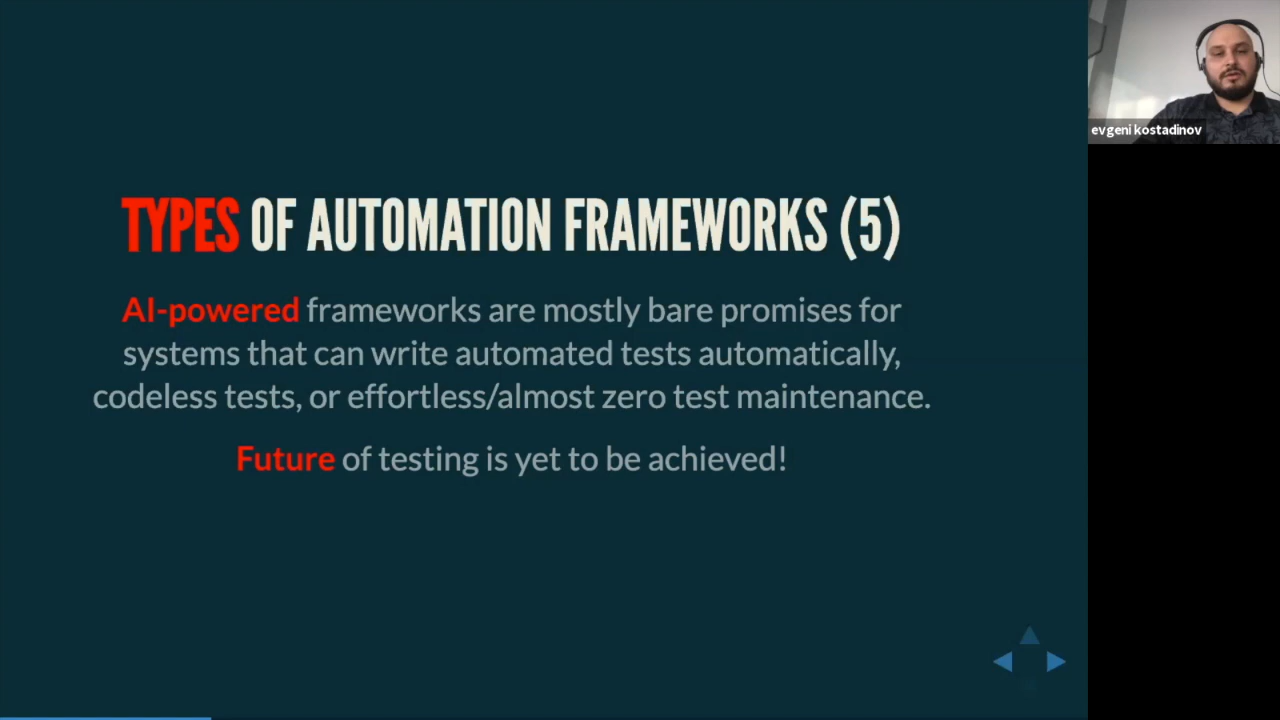 TYPES OF AUTOMATION FRAMEWORKS (5)
AI-powered frameworks are mostly bare promises for
systems that can write automated tests automatically,
codeless tests, or effortless/almost zero test maintenance.
Future of testing is yet to be achieved!
evgeni kostadinov